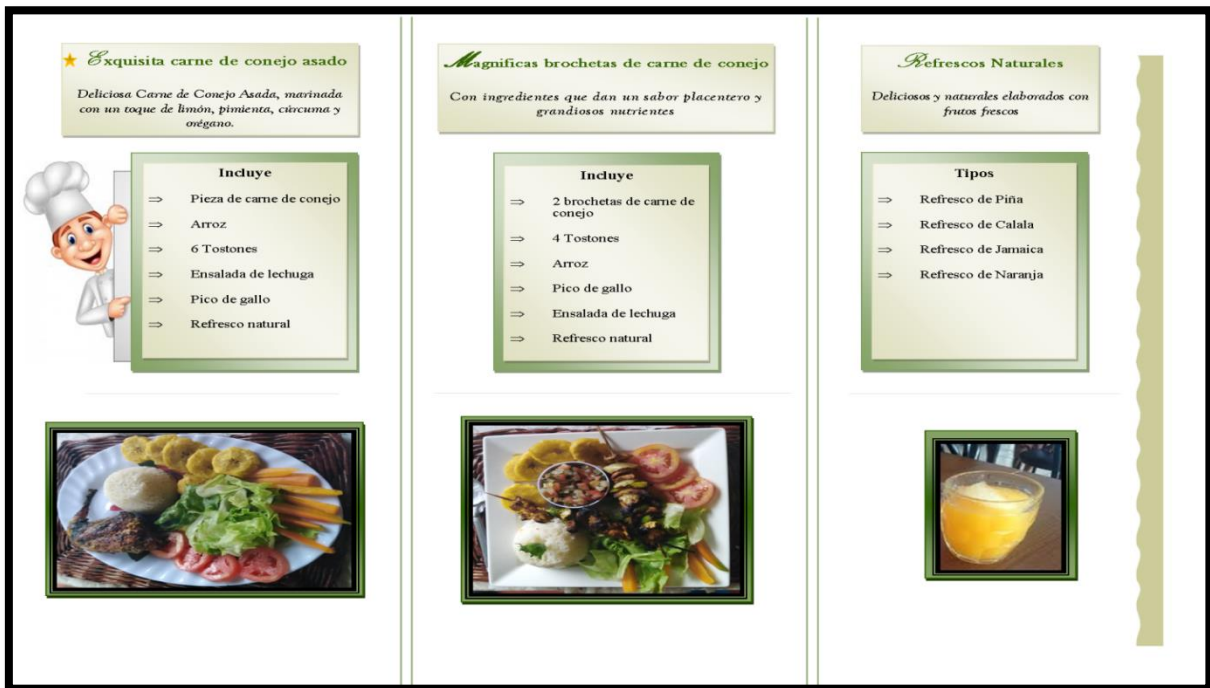 Exquisita carne de conejo asado
Deliciosa Carne de Conejo Asada, marinada
con un toque de limón, pimienta, cúrcuma y
orégano.
Incluye
⇒ Pieza de carne de conejo
⇒ Arroz
⇒ 6 Tostones
⇒ Ensalada de lechuga
⇒ Pico de gallo
⇒ Refresco natural
Magnificas brochetas de carne de conejo
Con ingredientes que dan un sabor placentero y
grandiosos nutrientes
Incluye
⇒ 2 brochetas de carne de
conejo
⇒ 4 Tostones
⇒ Arroz
⇒ Pico de gallo
⇒ Ensalada de lechuga
⇒ Refresco natural
Refrescos Naturales
Deliciosos y naturales elaborados con
frutos frescos
Tipos
⇒ Refresco de Piña
⇒ Refresco de Calala
⇒ Refresco de Jamaica
⇒ Refresco de Naranja